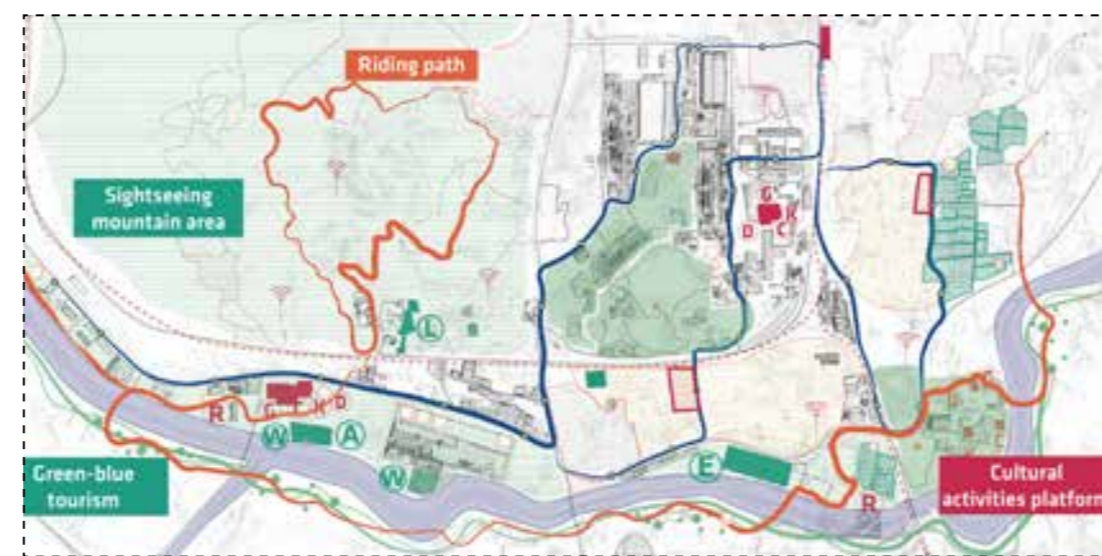 Riding path
Sightseeing
mountain area
G
K
D
C
L
R
G F K D
W
A
W
E
R
Green-blue
tourism
Cultural
activities platform